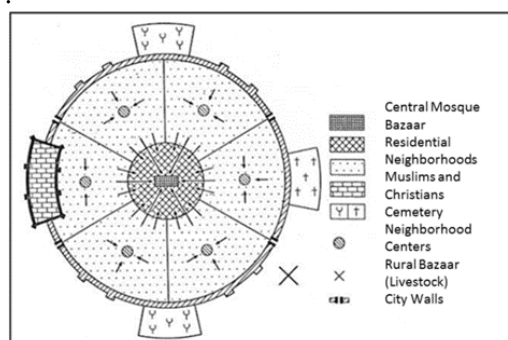 Central Mosque
Bazaar
Residential
Neighborhoods
Muslims and
Christians
Cemetery
Neighborhood
Centers
Rural Bazaar
(Livestock)
City Walls